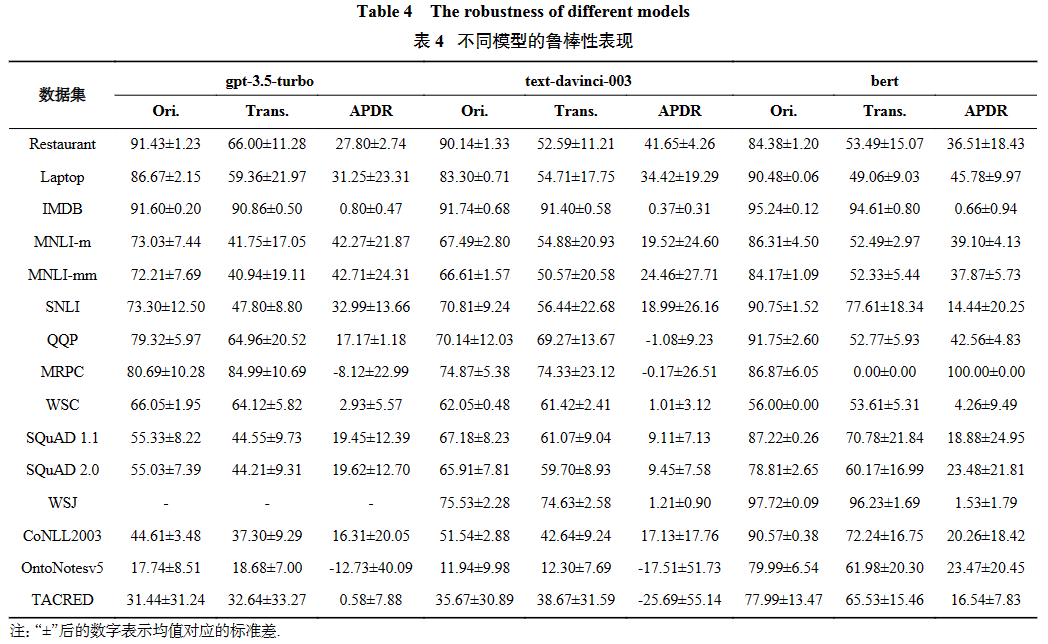 Table 4 The robustness of different models
表 4 不同模型的鲁棒性表现
数据集 gpt-3.5-turbo text-davinci-003 bert
Ori. Trans. APDR Ori. Trans. APDR Ori. Trans. APDR
Restaurant 91.43±1.23 66.00±11.28 27.80±2.74 90.14±1.33 52.59±11.21 41.65±4.26 84.38±1.20 53.49±15.07 36.51±18.43
Laptop 86.67±2.15 59.36±21.97 31.25±23.31 83.30±0.71 54.71±17.75 34.42±19.29 90.48±0.06 49.06±9.03 45.78±9.97
IMDB 91.60±0.20 90.86±0.50 0.80±0.47 91.74±0.68 91.40±0.58 0.37±0.31 95.24±0.12 94.61±0.80 0.66±0.94
MNLI-m 73.03±7.44 41.75±17.05 42.27±21.87 67.49±2.80 54.88±20.93 19.52±24.60 86.31±4.50 52.49±2.97 39.10±4.13
MNLI-mm 72.21±7.69 40.94±19.11 42.71±24.31 66.61±1.57 50.57±20.58 24.46±27.71 84.17±1.09 52.33±5.44 37.87±5.73
SNLI 73.30±12.50 47.80±8.80 32.99±13.66 70.81±9.24 56.44±22.68 18.99±26.16 90.75±1.52 77.61±18.34 14.44±20.25
QQP 79.32±5.97 64.96±20.52 17.17±1.18 70.14±12.03 69.27±13.67 -1.08±9.23 91.75±2.60 52.77±5.93 42.56±4.83
MRPC 80.69±10.28 84.99±10.69 -8.12±22.99 74.87±5.38 74.33±23.12 -0.17±26.51 86.87±6.05 0.00±0.00 100.00±0.00
WSC 66.05±1.95 64.12±5.82 2.93±5.57 62.05±0.48 61.42±2.41 1.01±3.12 56.00±0.00 53.61±5.31 4.26±9.49
SQuAD 1.1 55.33±8.22 44.55±9.73 19.45±12.39 67.18±8.23 61.07±9.04 9.11±7.13 87.22±0.26 70.78±21.84 18.88±24.95
SQuAD 2.0 55.03±7.39 44.21±9.31 19.62±12.70 65.91±7.81 59.70±8.93 9.45±7.58 78.81±2.65 60.17±16.99 23.48±21.81
WSJ - - - 75.53±2.28 74.63±2.58 1.21±0.90 97.72±0.09 96.23±1.69 1.53±1.79
CoNLL2003 44.61±3.48 37.30±9.29 16.31±20.05 51.54±2.88 42.64±9.24 17.13±17.76 90.57±0.38 72.24±16.75 20.26±18.42
OntoNotesv5 17.74±8.51 18.68±7.00 -12.73±40.09 11.94±9.98 12.30±7.69 -17.51±51.73 79.99±6.54 61.98±20.30 23.47±20.45
TACRED 31.44±31.24 32.64±33.27 0.58±7.88 35.67±30.89 38.67±31.59 -25.69±55.14 77.99±13.47 65.53±15.46 16.54±7.83
注: “±”后的数字表示均值对应的标准差.